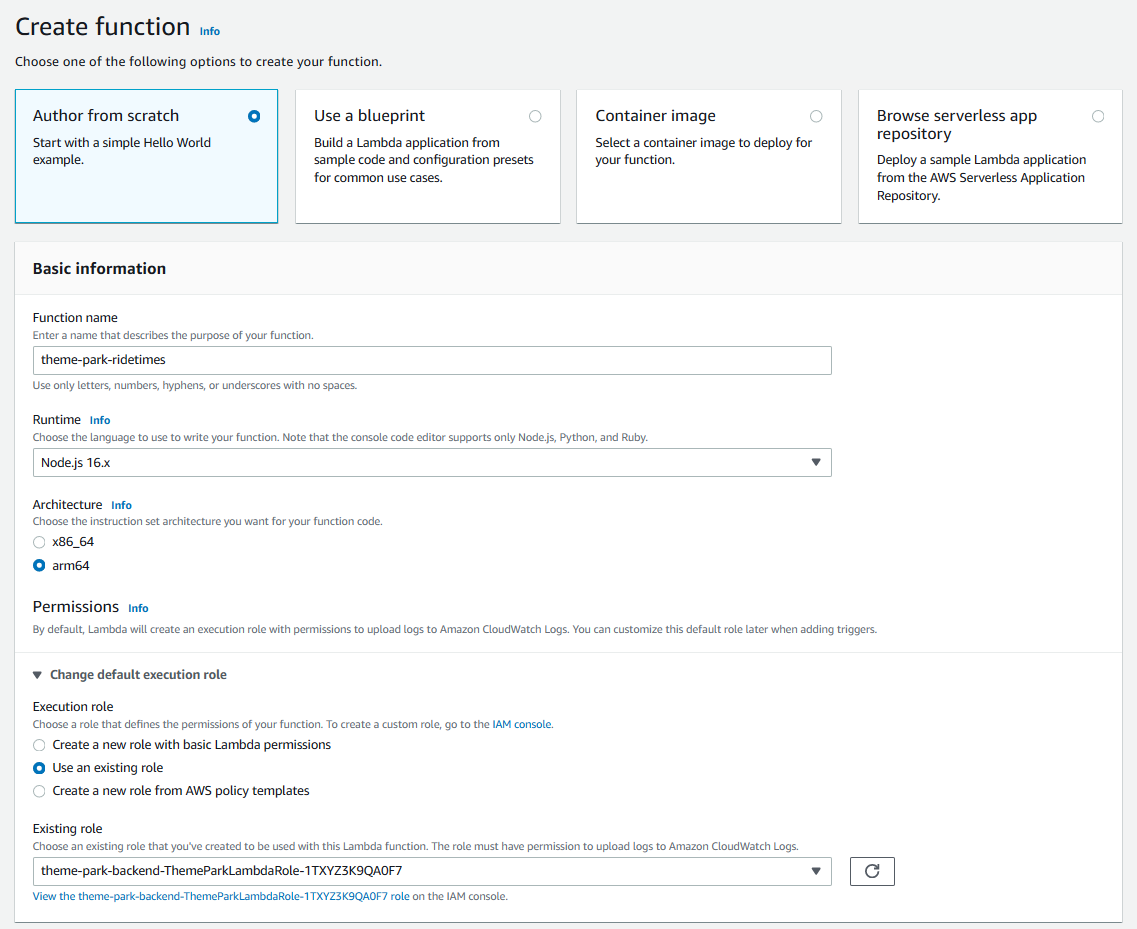 Create function Info
Choose one of the following options to create your function.
Author from scratch
Start with a simple Hello World
example.
Use a blueprint
Build a Lambda application from
sample code and configuration presets
for common use cases.
Container image
Select a container image to deploy for
your function.
Browse serverless app
repository
Deploy a sample Lambda application
from the AWS Serverless Application
Repository.
Basic information
Function name
Enter a name that describes the purpose of your function.
theme-park-ridetimes
Use only letters, numbers, hyphens, or underscores with no spaces.
Runtime Info
Choose the language to use to write your function. Note that the console code editor supports only Node.js, Python, and Ruby.
Node.js 16.x
Architecture Info
Choose the instruction set architecture you want for your function code.
x86_64
arm64
Permissions Info
By default, Lambda will create an execution role with permissions to upload logs to Amazon CloudWatch Logs. You can customize this default role later when adding triggers.
Change default execution role
Execution role
Choose a role that defines the permissions of your function. To create a custom role, go to the IAM console.
Create a new role with basic Lambda permissions
Use an existing role
Create a new role from AWS policy templates
Existing role
Choose an existing role that you've created to be used with this Lambda function. The role must have permission to upload logs to Amazon CloudWatch Logs.
theme-park-backend-ThemeParkLambdaRole-1TXYZ3K9QA0F7
View the theme-park-backend-ThemeParkLambdaRole-1TXYZ3K9QA0F7 role on the IAM console.